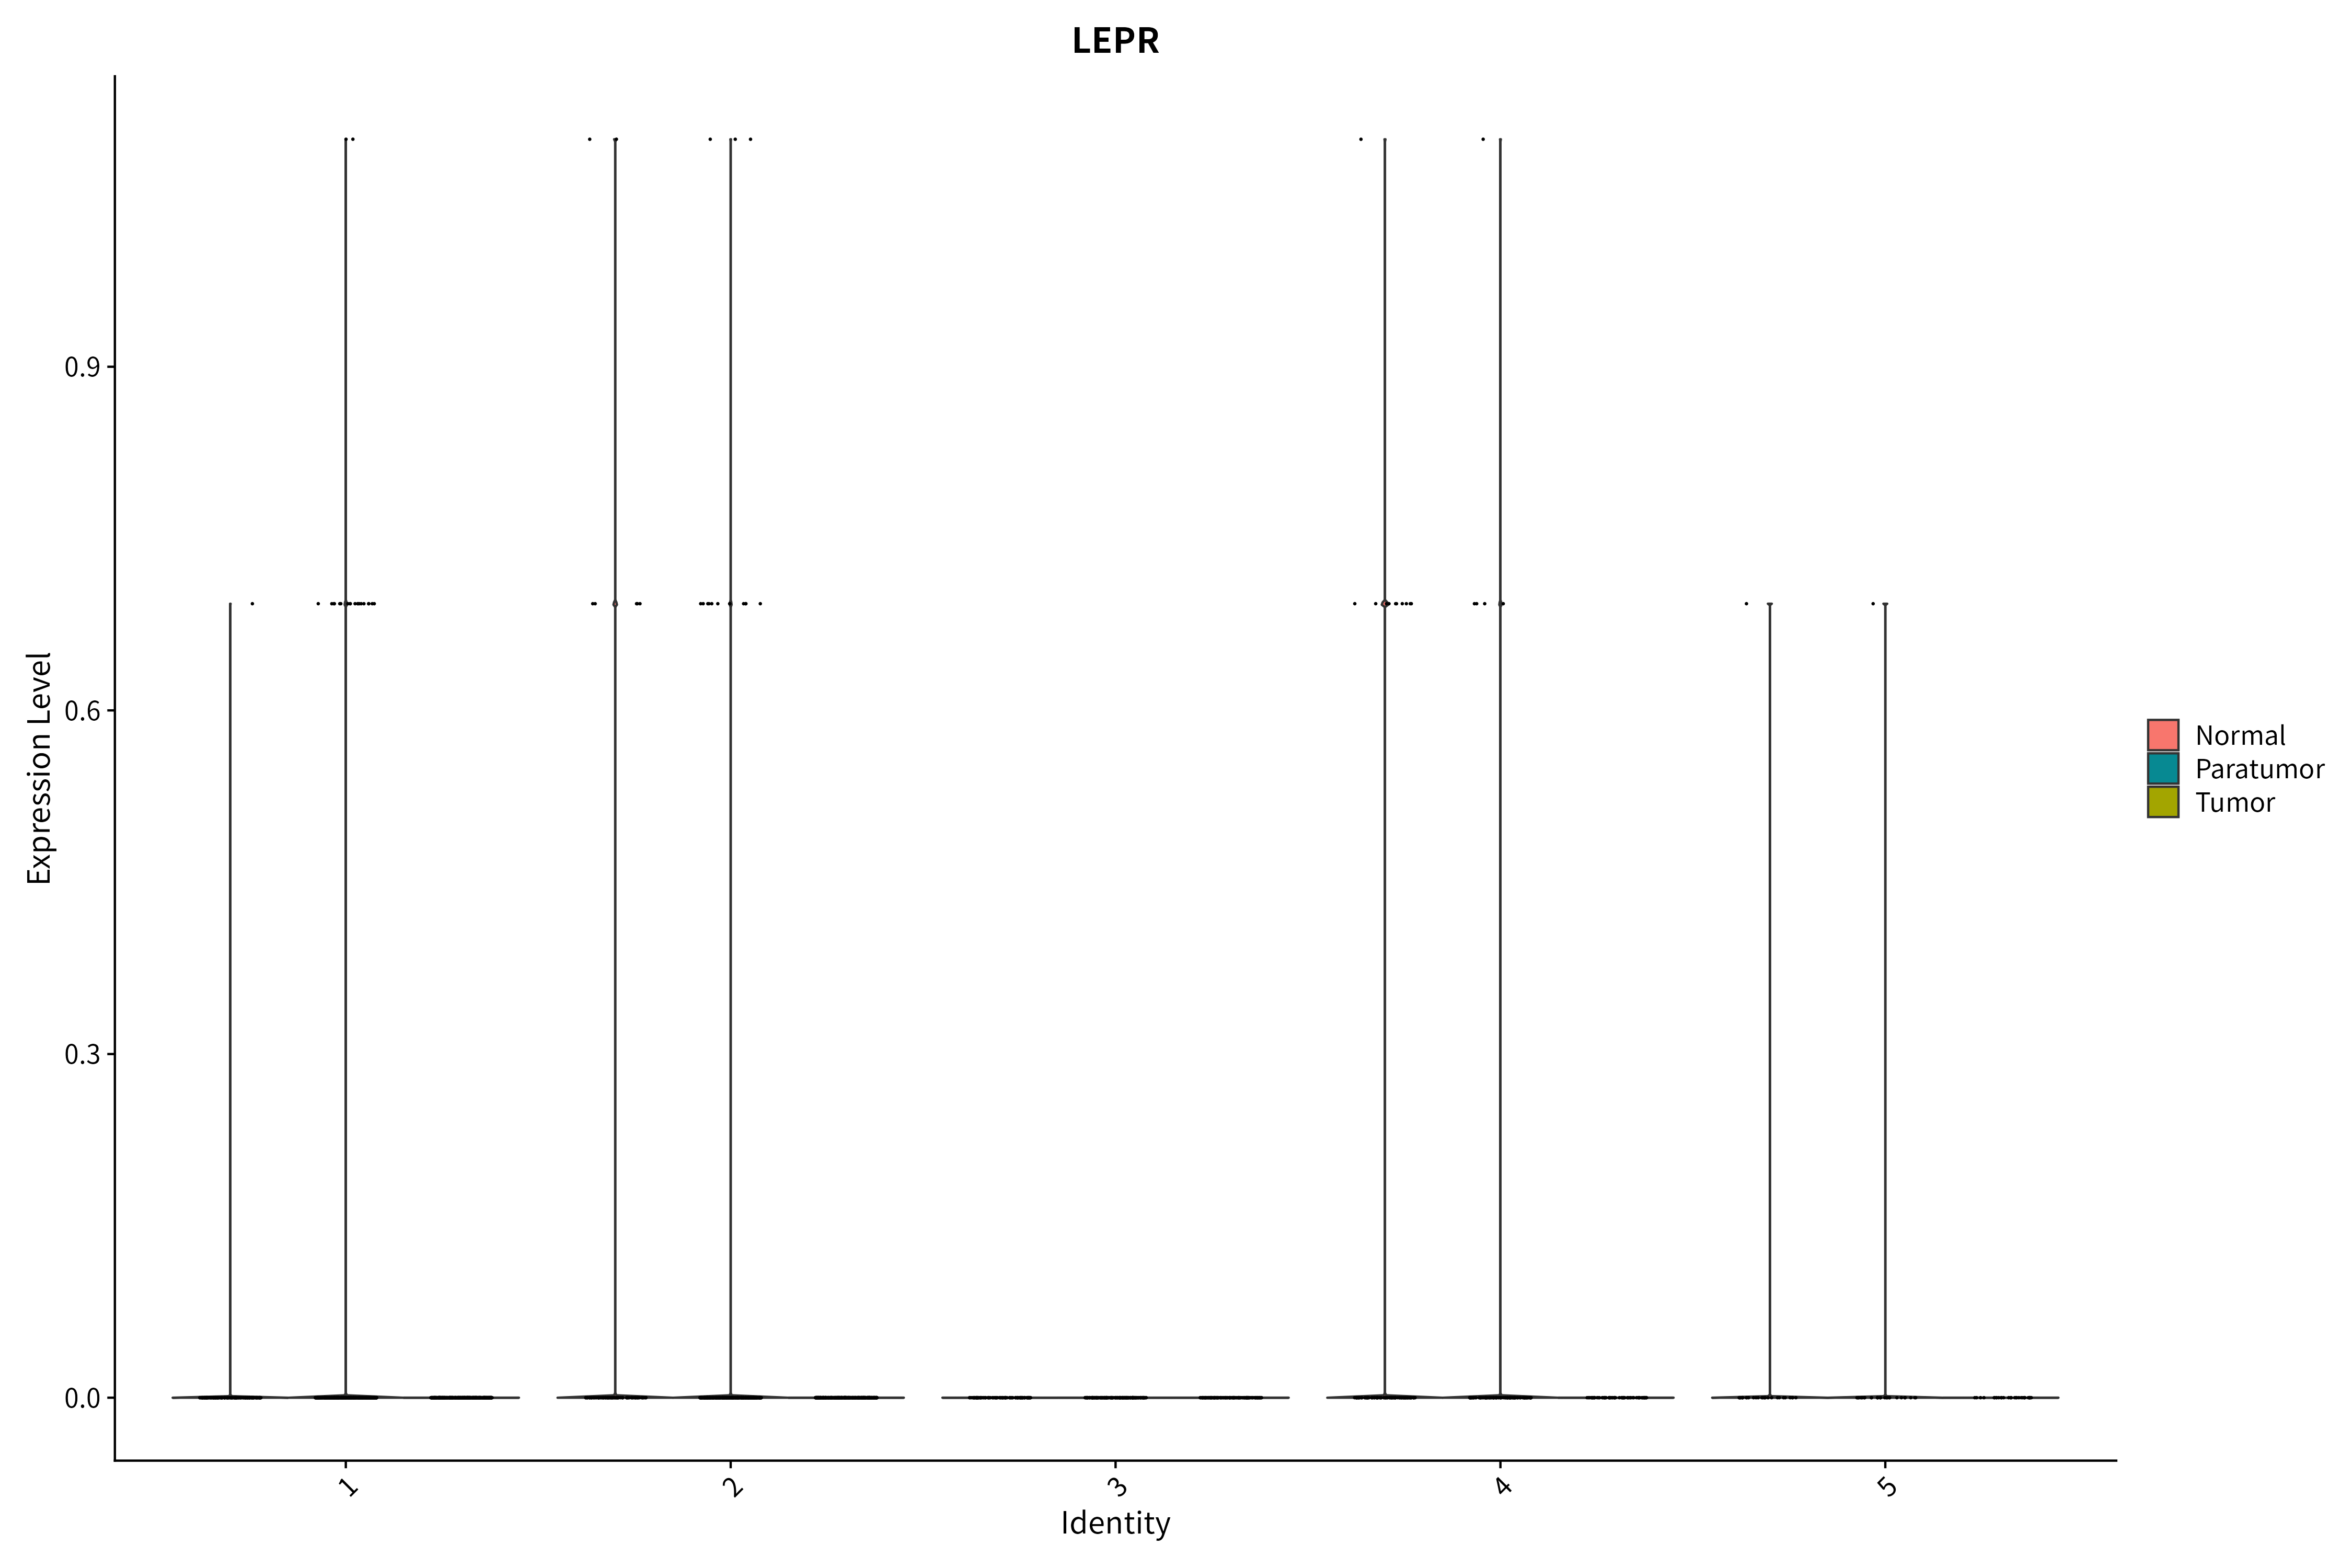 LEPR
Expression Level
0.9
0.6
0.3
0.0
1
2
3
4
5
Identity
Normal
Paratumor
Tumor